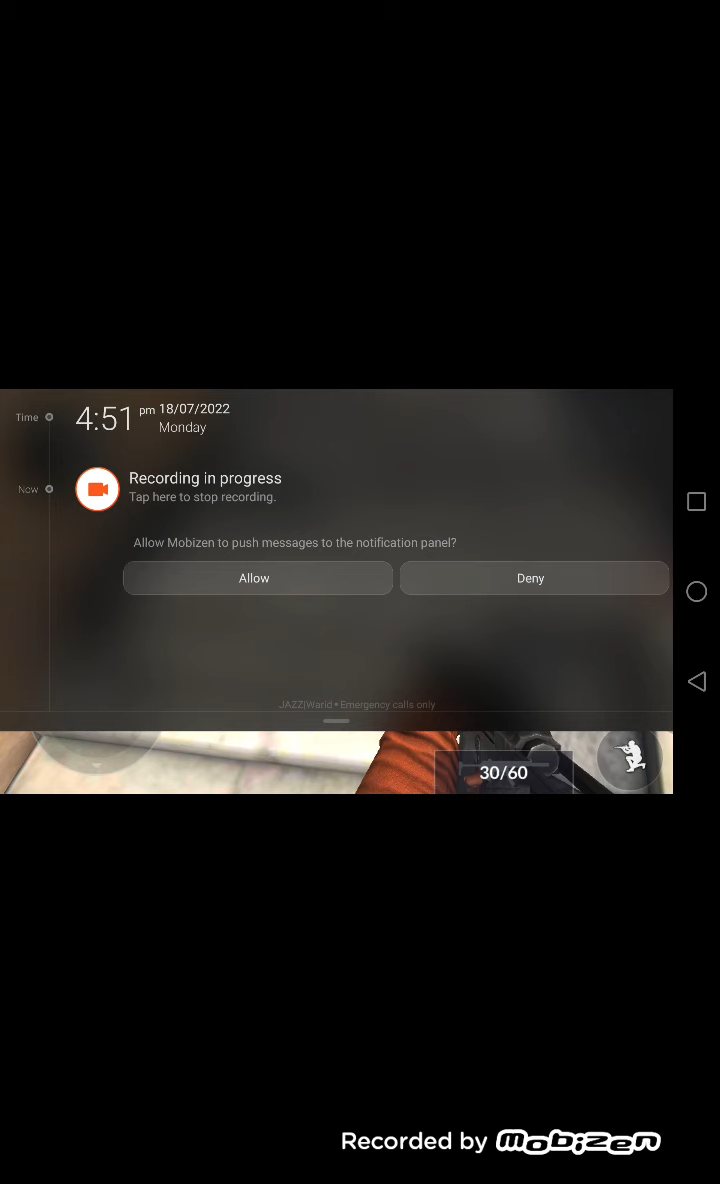 Time
4:51 pm 18/07/2022
Monday
Now
Recording in progress
Tap here to stop recording.
Allow Mobizen to push messages to the notification panel?
Allow
Deny
JAZZ|Warid • Emergency calls only
30/60
Recorded by mobizen